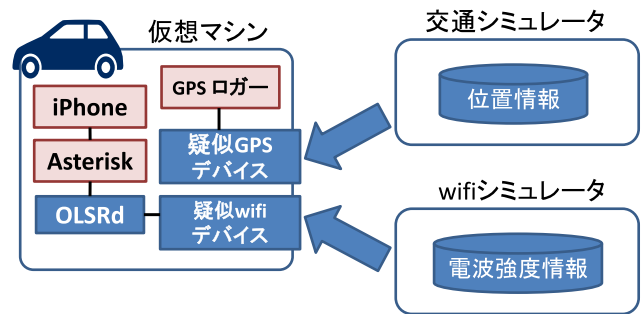 仮想マシン
GPS ロガー
iPhone
Asterisk
疑似GPS
デバイス
OLSRd
疑似wifi
デバイス
交通シミュレータ
位置情報
wifiシミュレータ
電波強度情報